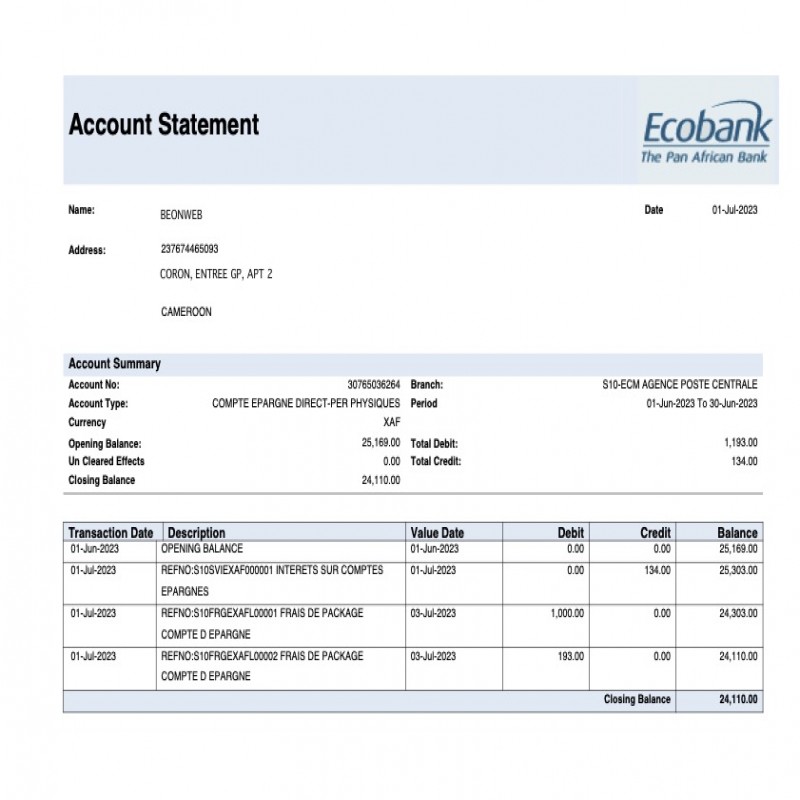 Account Statement
Ecobank
The Pan African Bank
Name: BEONWEB Date 01-Jul-2023
Address: 237674465093
CORON, ENTREE GP, APT 2
CAMEROON
Account Summary
Account No: 30765036264 Branch: S10-ECM AGENCE POSTE CENTRALE
Account Type: COMPTE EPARGNE DIRECT-PER PHYSIQUES Period 01-Jun-2023 To 30-Jun-2023
Currency XAF
Opening Balance: 25,169.00 Total Debit: 1,193.00
Un Cleared Effects 0.00 Total Credit: 134.00
Closing Balance 24,110.00
Transaction Date Description Value Date Debit Credit Balance
01-Jun-2023 OPENING BALANCE 01-Jun-2023 0.00 0.00 25,169.00
01-Jul-2023 REFNO:S10SVIEXAF000001 INTERETS SUR COMPTES 01-Jul-2023 0.00 134.00 25,303.00
EPARGNES
01-Jul-2023 REFNO:S10FRGEXAFL00001 FRAIS DE PACKAGE 03-Jul-2023 1,000.00 0.00 24,303.00
COMPTE D EPARGNE
01-Jul-2023 REFNO:S10FRGEXAFL00002 FRAIS DE PACKAGE 03-Jul-2023 193.00 0.00 24,110.00
COMPTE D EPARGNE
Closing Balance 24,110.00